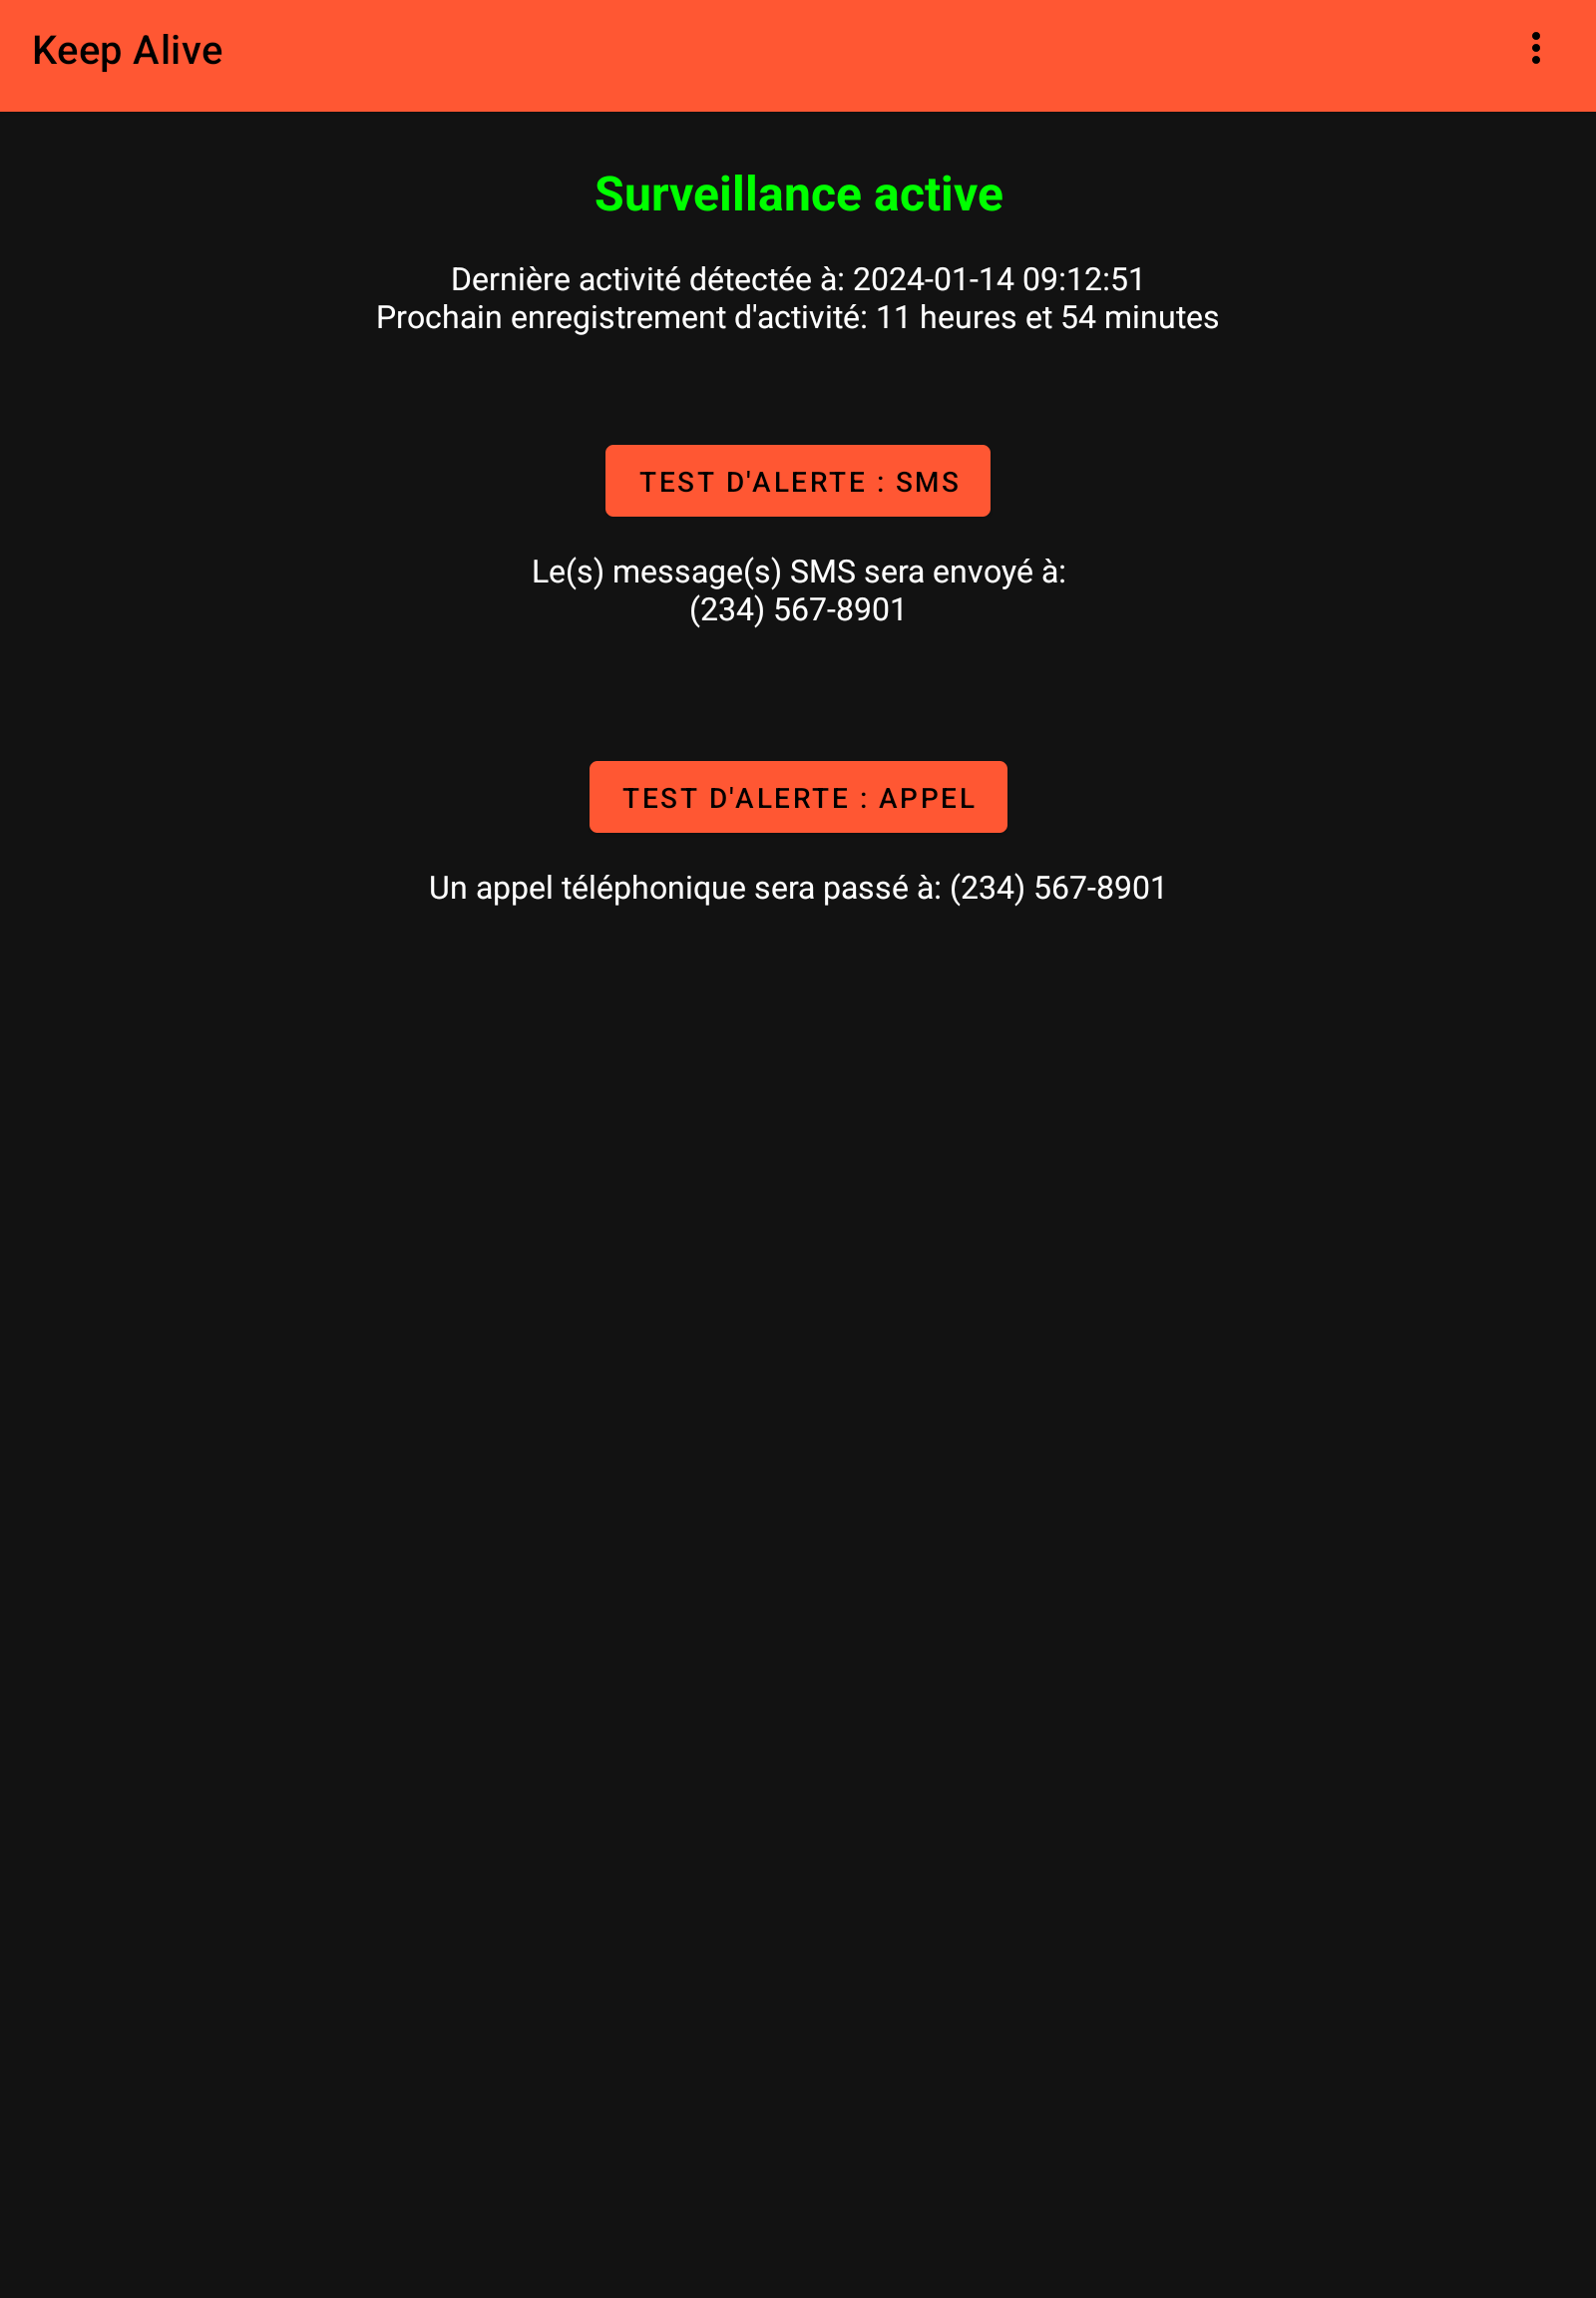 Keep Alive
Surveillance active
Dernière activité détectée à: 2024-01-14 09:12:51
Prochain enregistrement d'activité: 11 heures et 54 minutes
TEST D'ALERTE : SMS
Le(s) message(s) SMS sera envoyé à:
(234) 567-8901
TEST D'ALERTE : APPEL
Un appel téléphonique sera passé à: (234) 567-8901